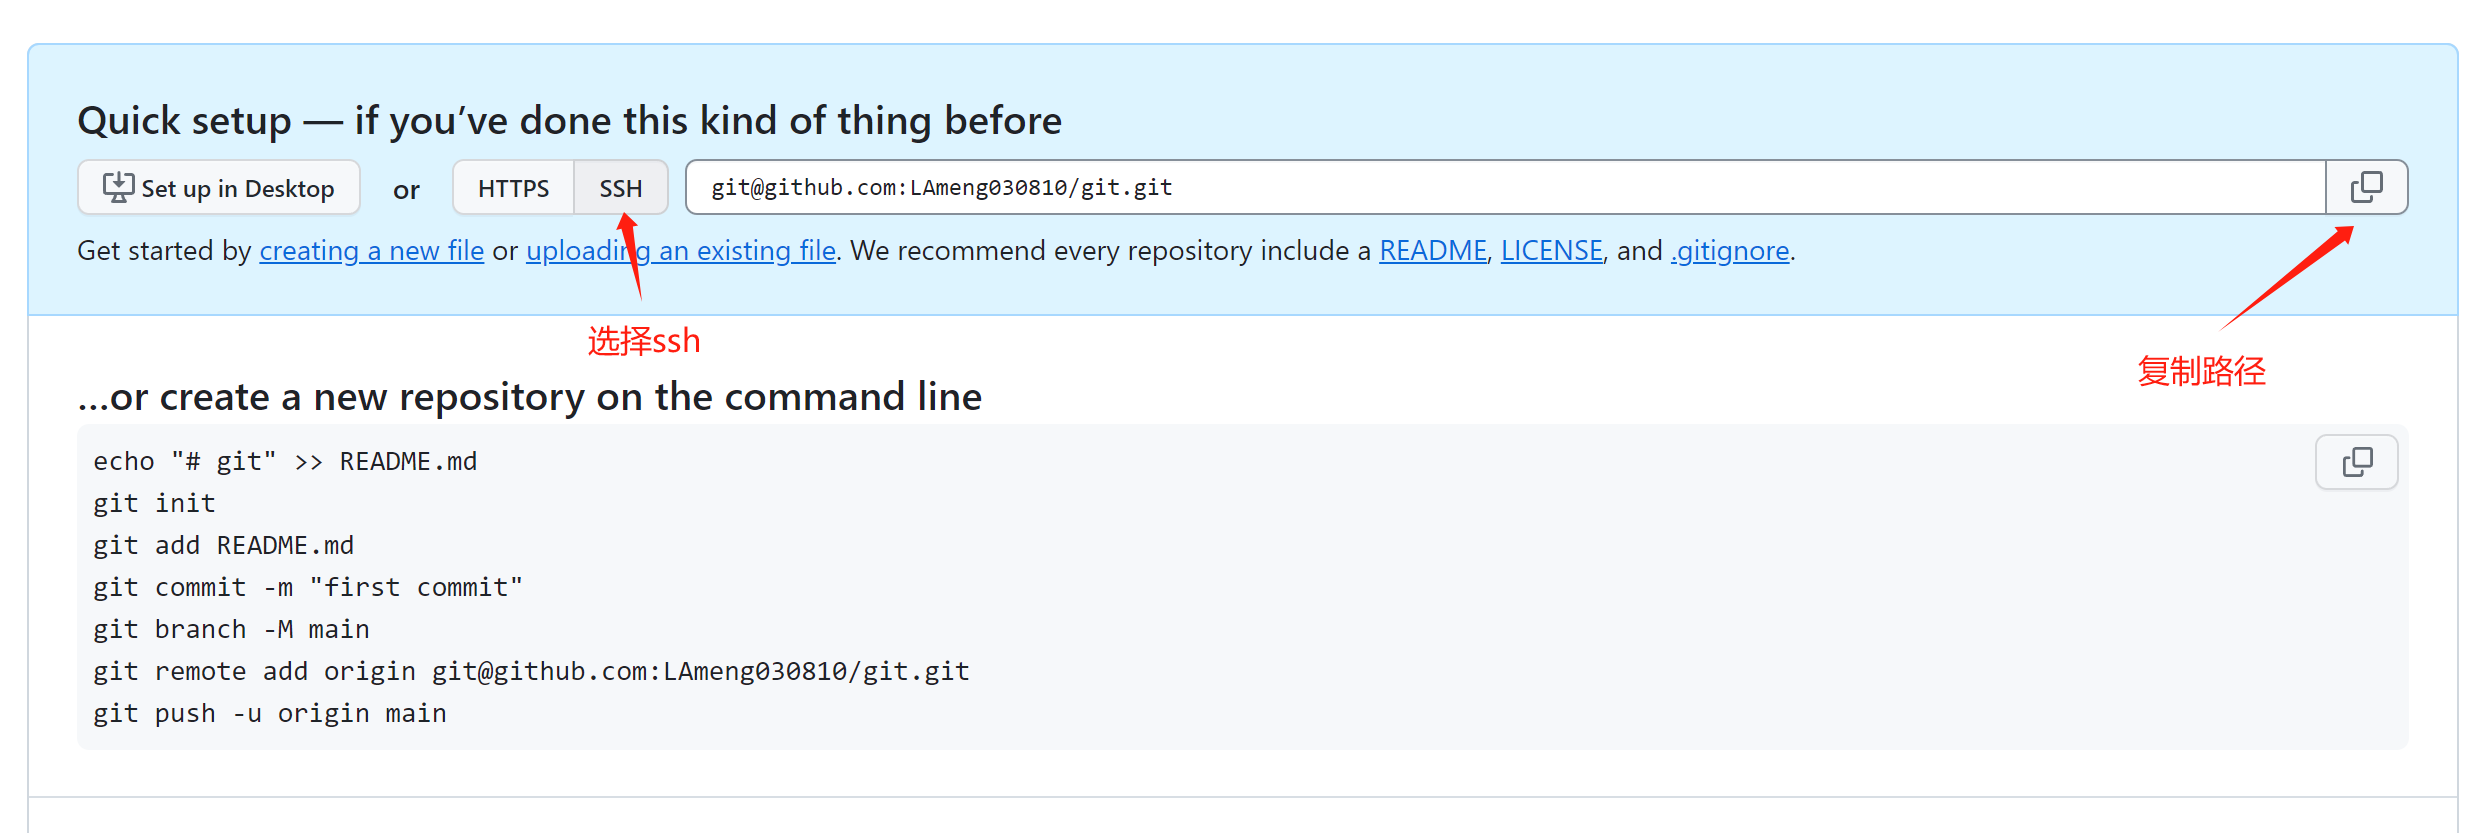 Quick setup — if you’ve done this kind of thing before
Set up in Desktop or HTTPS SSH git@github.com:LAmeng030810/git.git
Get started by creating a new file or uploading an existing file. We recommend every repository include a README, LICENSE, and .gitignore.
选择ssh
复制路径
…or create a new repository on the command line
echo "# git" >> README.md
git init
git add README.md
git commit -m "first commit"
git branch -M main
git remote add origin git@github.com:LAmeng030810/git.git
git push -u origin main